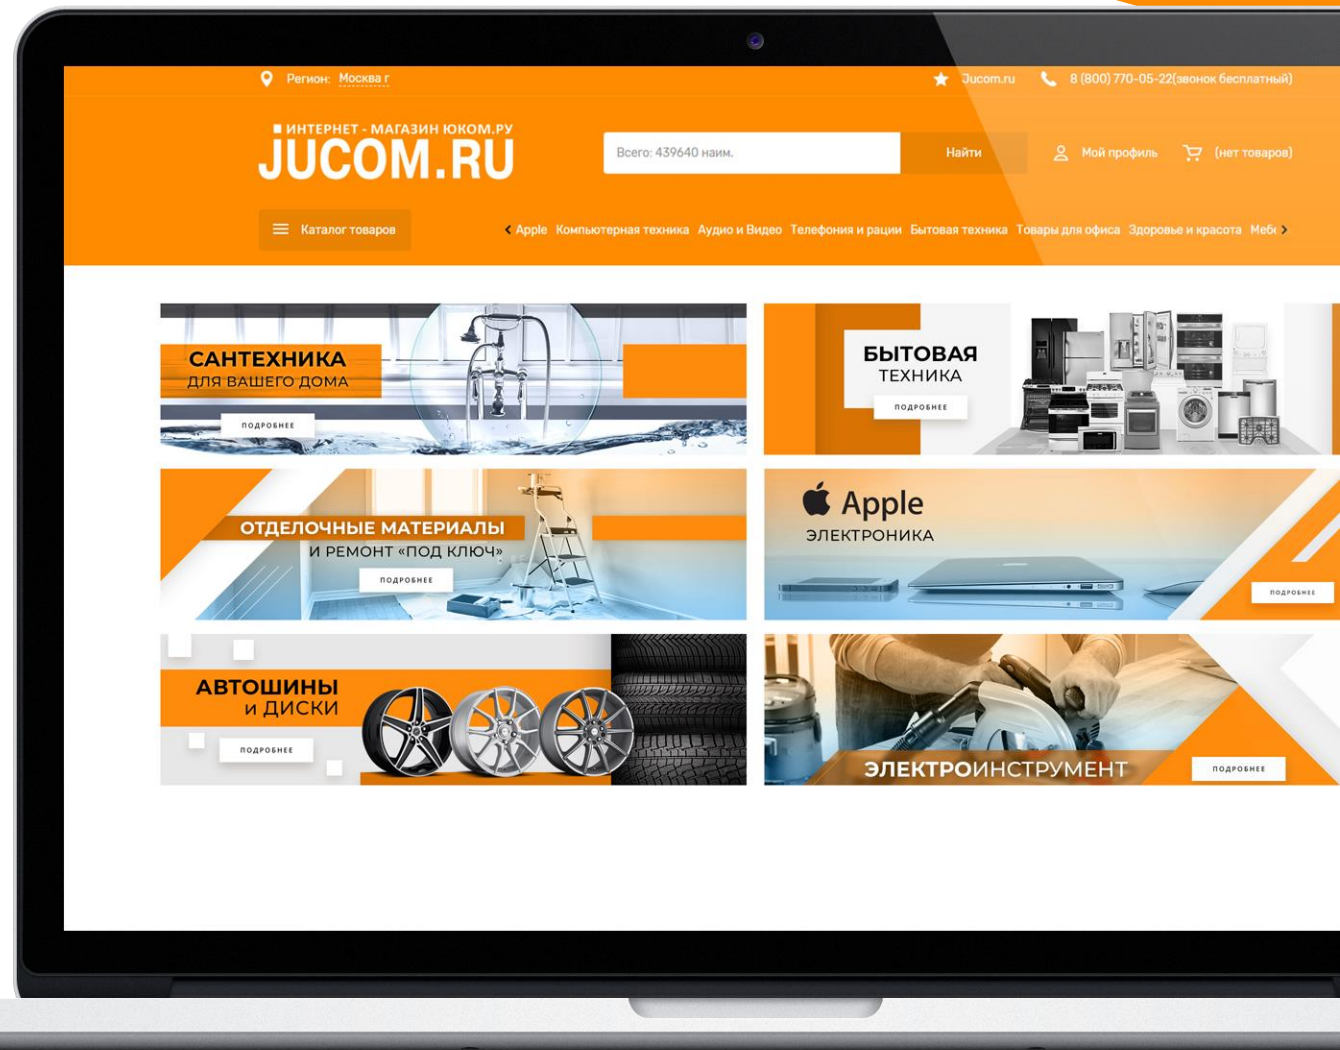 Регион: Москва г
Jucom.ru
8 (800) 770-05-22(звонок бесплатный)
ИНТЕРНЕТ - МАГАЗИН ЮКОМ.РУ
JUCOM.RU
Всего: 439640 наим.
Найти
Мой профиль
(нет товаров)
Каталог товаров
Apple Компьютерная техника Аудио и Видео Телефония и рации Бытовая техника Товары для офиса Здоровье и красота
САНТЕХНИКА
ДЛЯ ВАШЕГО ДОМА
ПОДРОБНЕЕ
БЫТОВАЯ
ТЕХНИКА
ПОДРОБНЕЕ
ОТДЕЛОЧНЫЕ МАТЕРИАЛЫ
И РЕМОНТ «ПОД КЛЮЧ»
ПОДРОБНЕЕ
Apple
ЭЛЕКТРОНИКА
ПОДРОБНЕЕ
АВТОШИНЫ
и ДИСКИ
ПОДРОБНЕЕ
ЭЛЕКТРОИНСТРУМЕНТ
ПОДРОБНЕЕ